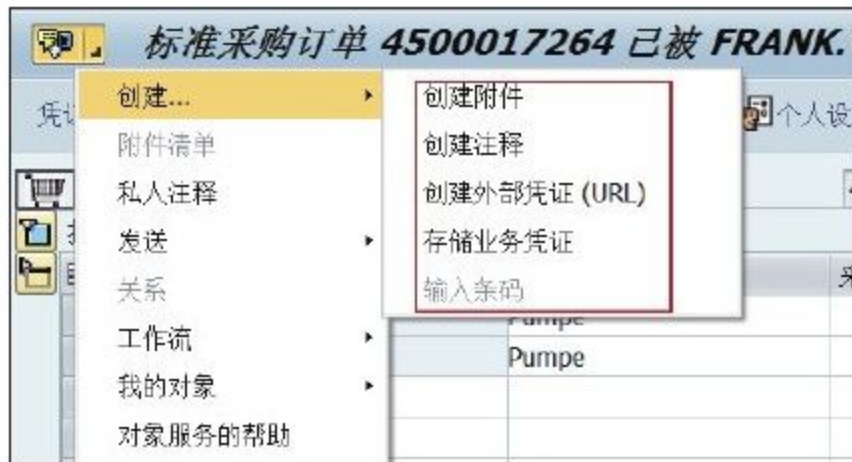 标准采购订单 4500017264 已被 FRANK.
创建...
创建附件
凭
个人设
附件清单
创建注释
私人注释
创建外部凭证 (URL)
发送
存储业务凭证
关系
输入条码
Pumpe
工作流
Pumpe
我的对象
对象服务的帮助